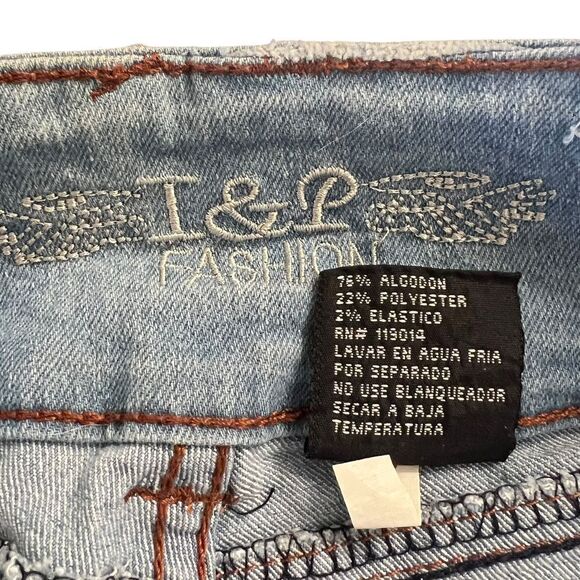 I&P
FASHION
76% ALGODON
22% POLYESTER
2% ELASTICO
RN# 119014
LAVAR EN AGUA FRIA
POR SEPARADO
NO USE BLANQUEADOR
SECAR A BAJA
TEMPERATURA